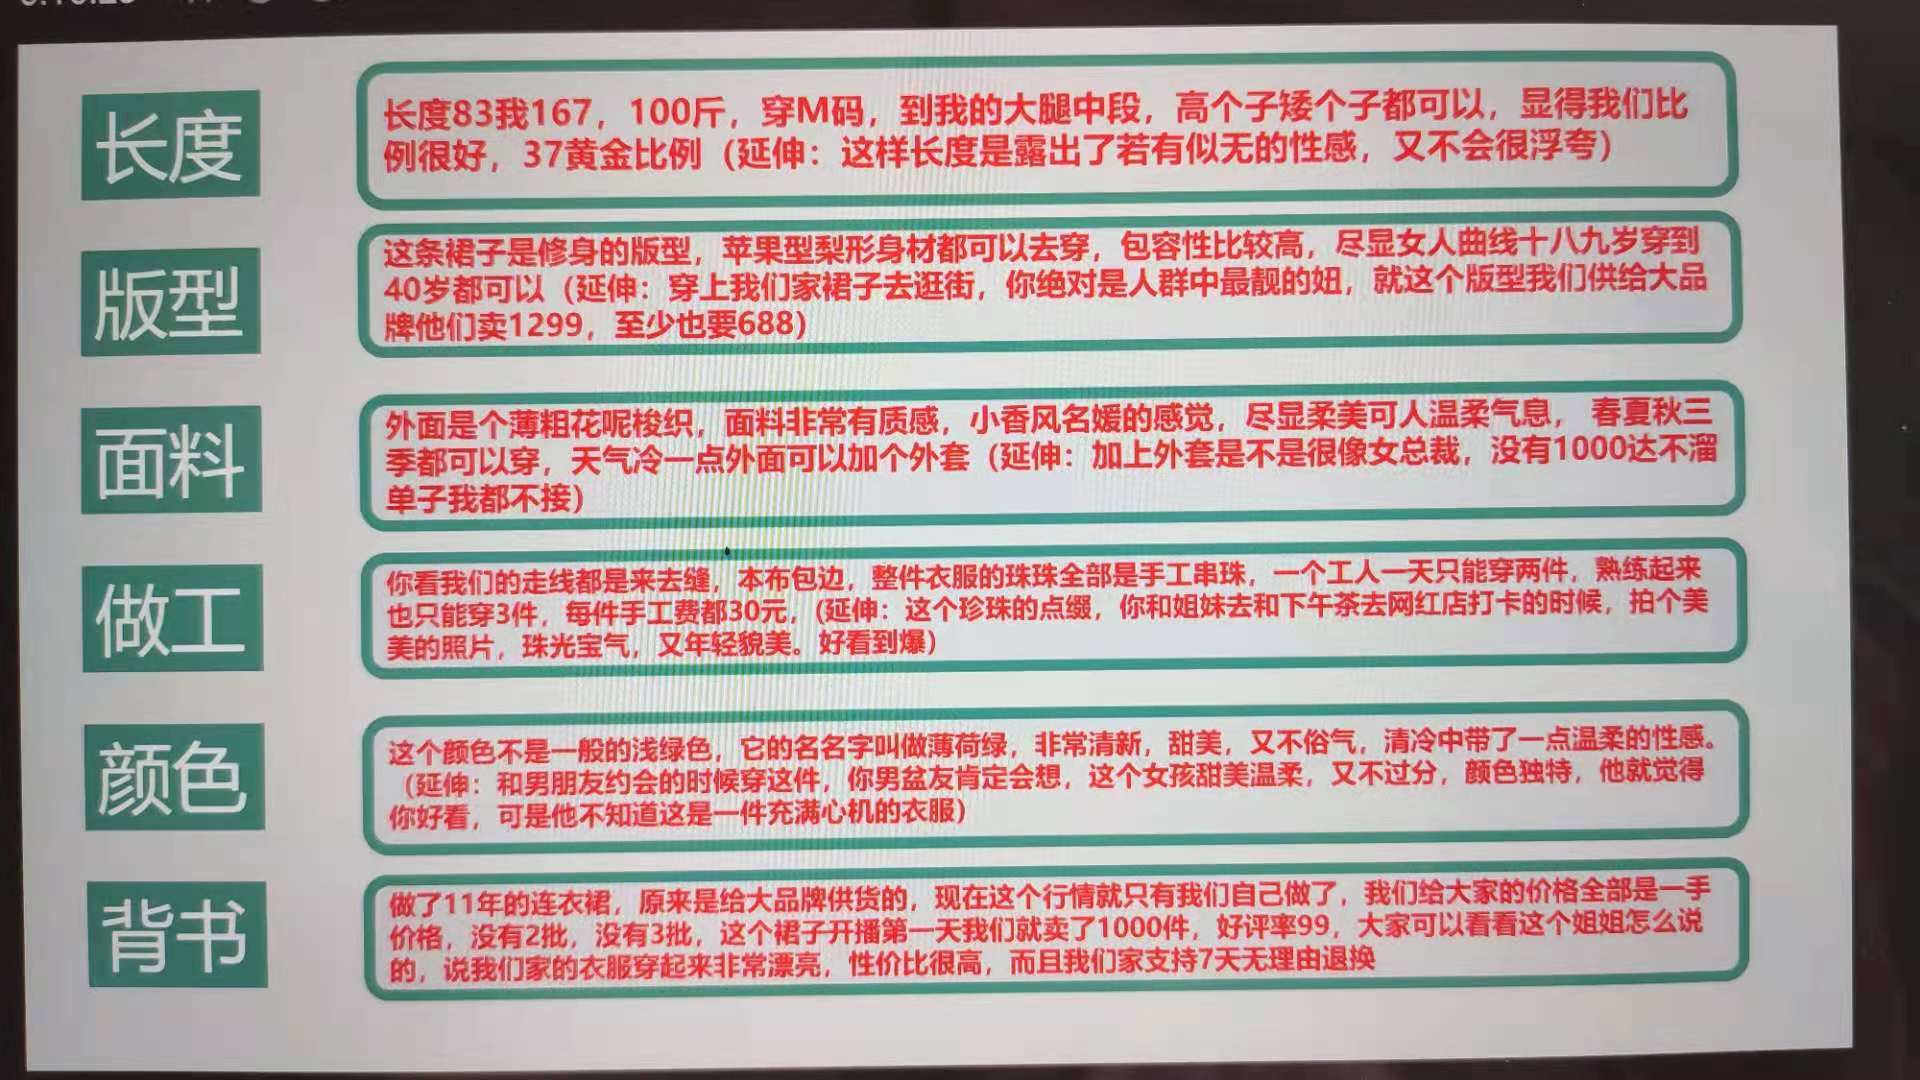 长度
长度83我167，100斤，穿M码，到我的大腿中段，高个子矮个子都可以，显得我们比
例很好，37黄金比例（延伸：这样长度是露出了若有似无的性感，又不会很浮夸）
版型
这条裙子是修身的版型，苹果型梨形身材都可以去穿，包容性比较高，尽显女人曲线十八九岁穿到
40岁都可以（延伸：穿上我们家裙子去逛街，你绝对是人群中最靓的妞，就这个版型我们供给大品
牌他们卖1299，至少也要688）
面料
外面是个薄粗花呢梭织，面料非常有质感，小香风名媛的感觉，尽显柔美可人温柔气息， 春夏秋三
季都可以穿，天气冷一点外面可以加个外套（延伸：加上外套是不是很像女总裁，没有1000达不溜
单子我都不接）
做工
你看我们的走线都是来去缝，本布包边，整件衣服的珠珠全部是手工串珠，一个工人一天只能穿两件，熟练起来
也只能穿3件，每件手工费都30元，（延伸：这个珍珠的点缀，你和姐妹去和下午茶去网红店打卡的时候，拍个美
美的照片，珠光宝气，又年轻貌美。好看到爆）
颜色
这个颜色不是一般的浅绿色，它的名名字叫做薄荷绿，非常清新，甜美，又不俗气，清冷中带了一点温柔的性感。
（延伸：和男朋友约会的时候穿这件，你男盆友肯定会想，这个女孩甜美温柔，又不过分，颜色独特，他就觉得
你好看，可是他不知道这是一件充满心机的衣服）
背书
做了11年的连衣裙，原来是给大品牌供货的，现在这个行情就只有我们自己做了，我们给大家的价格全部是一手
价格，没有2批，没有3批，这个裙子开播第一天我们就卖了1000件，好评率99，大家可以看看这个姐姐怎么说
的，说我们家的衣服穿起来非常漂亮，性价比很高，而且我们家支持7天无理由退换